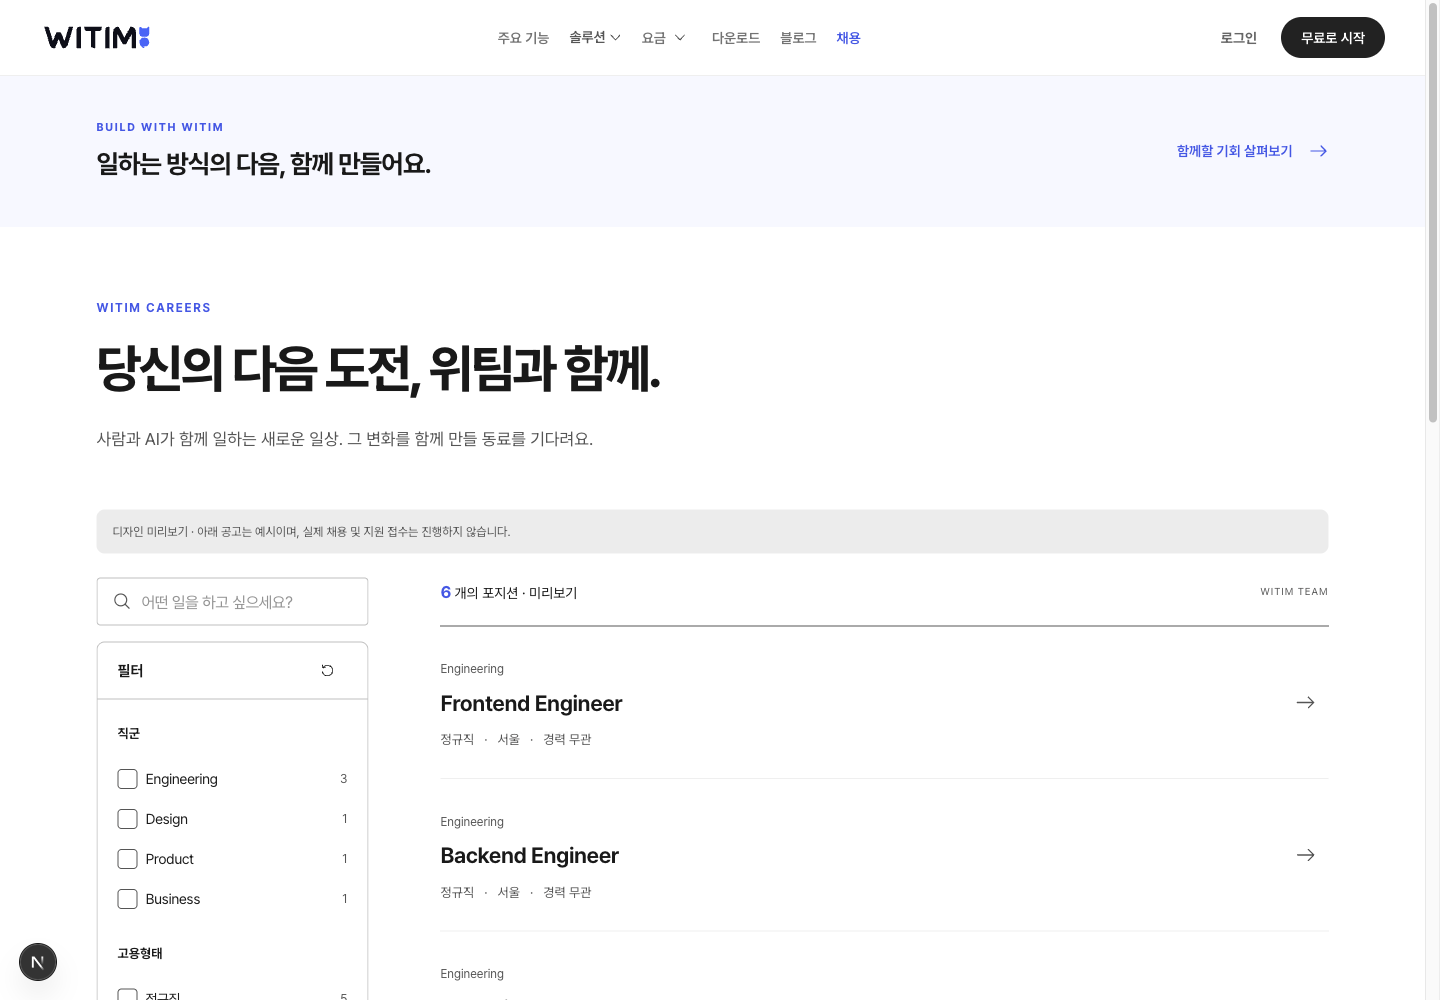 WITIM
주요 기능
솔루션
요금
다운로드
블로그
채용
로그인
무료로 시작
BUILD WITH WITIM
일하는 방식의 다음, 함께 만들어요.
함께할 기회 살펴보기
WITIM CAREERS
당신의 다음 도전, 위팀과 함께.
사람과 AI가 함께 일하는 새로운 일상. 그 변화를 함께 만들 동료를 기다려요.
디자인 미리보기 · 아래 공고는 예시이며, 실제 채용 및 지원 접수는 진행하지 않습니다.
어떤 일을 하고 싶으세요?
필터
직군
Engineering 3
Design 1
Product 1
Business 1
고용형태
정규직 5
6 개의 포지션 · 미리보기
WITIM TEAM
Engineering
Frontend Engineer
정규직 · 서울 · 경력 무관
Engineering
Backend Engineer
정규직 · 서울 · 경력 무관
Engineering
N